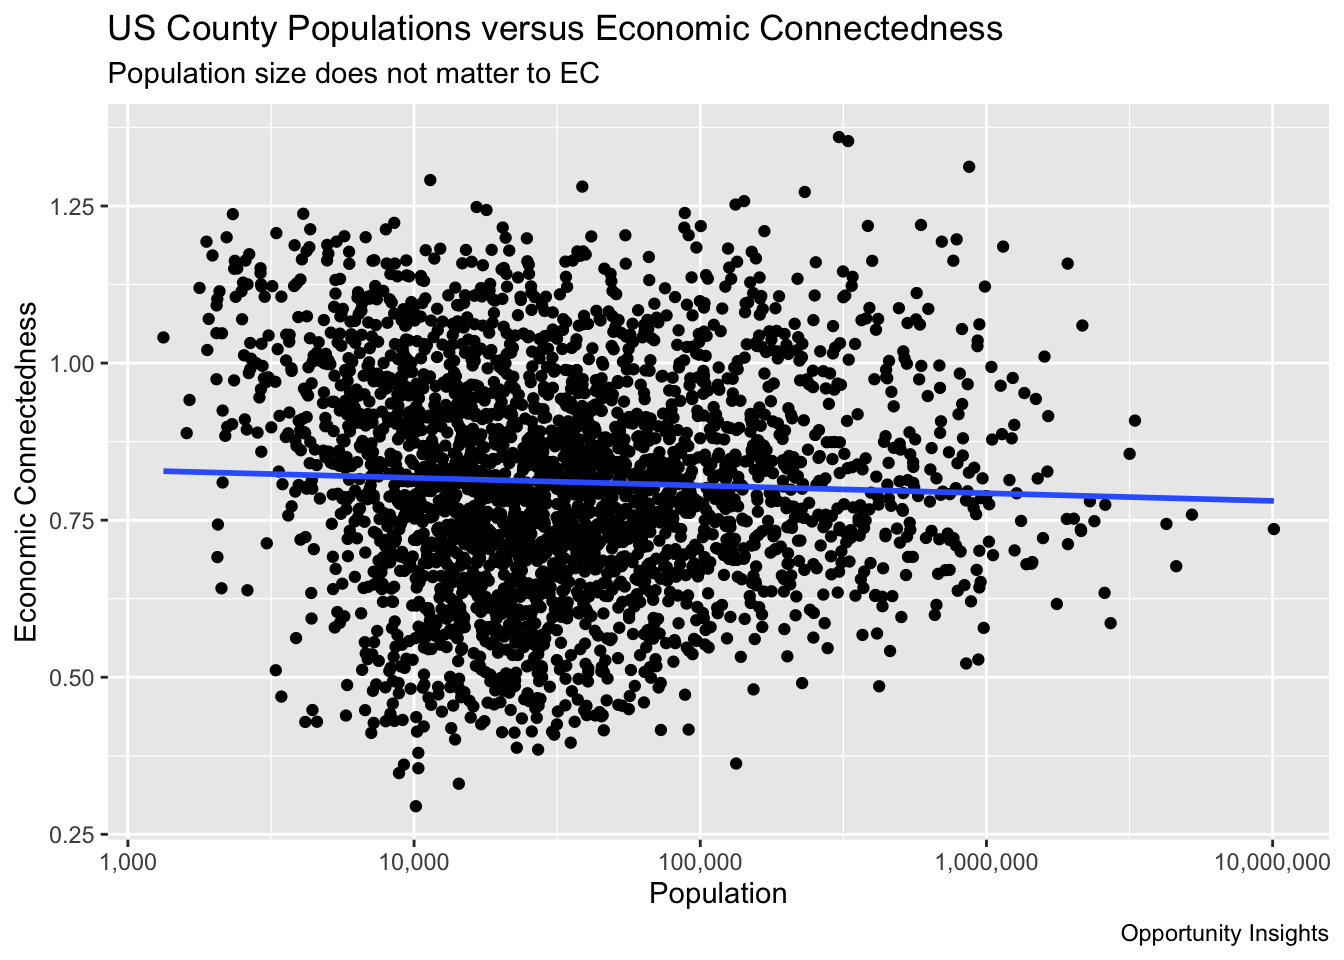 US County Populations versus Economic Connectedness
Population size does not matter to EC
Economic Connectedness
1.25
1.00
0.75
0.50
0.25
1,000 10,000 100,000 1,000,000 10,000,000
Population
Opportunity Insights